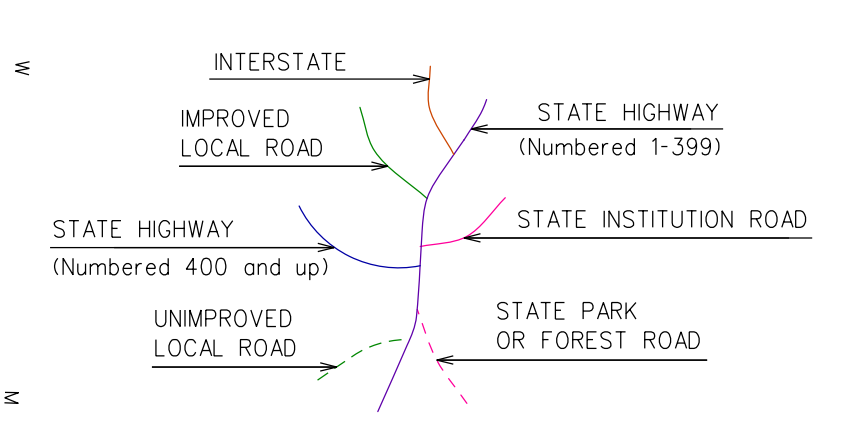 INTERSTATE
IMPROVED
LOCAL ROAD
STATE HIGHWAY
(Numbered 1-399)
STATE HIGHWAY
(Numbered 400 and up)
STATE INSTITUTION ROAD
UNIMPROVED
LOCAL ROAD
STATE PARK
OR FOREST ROAD
W
M